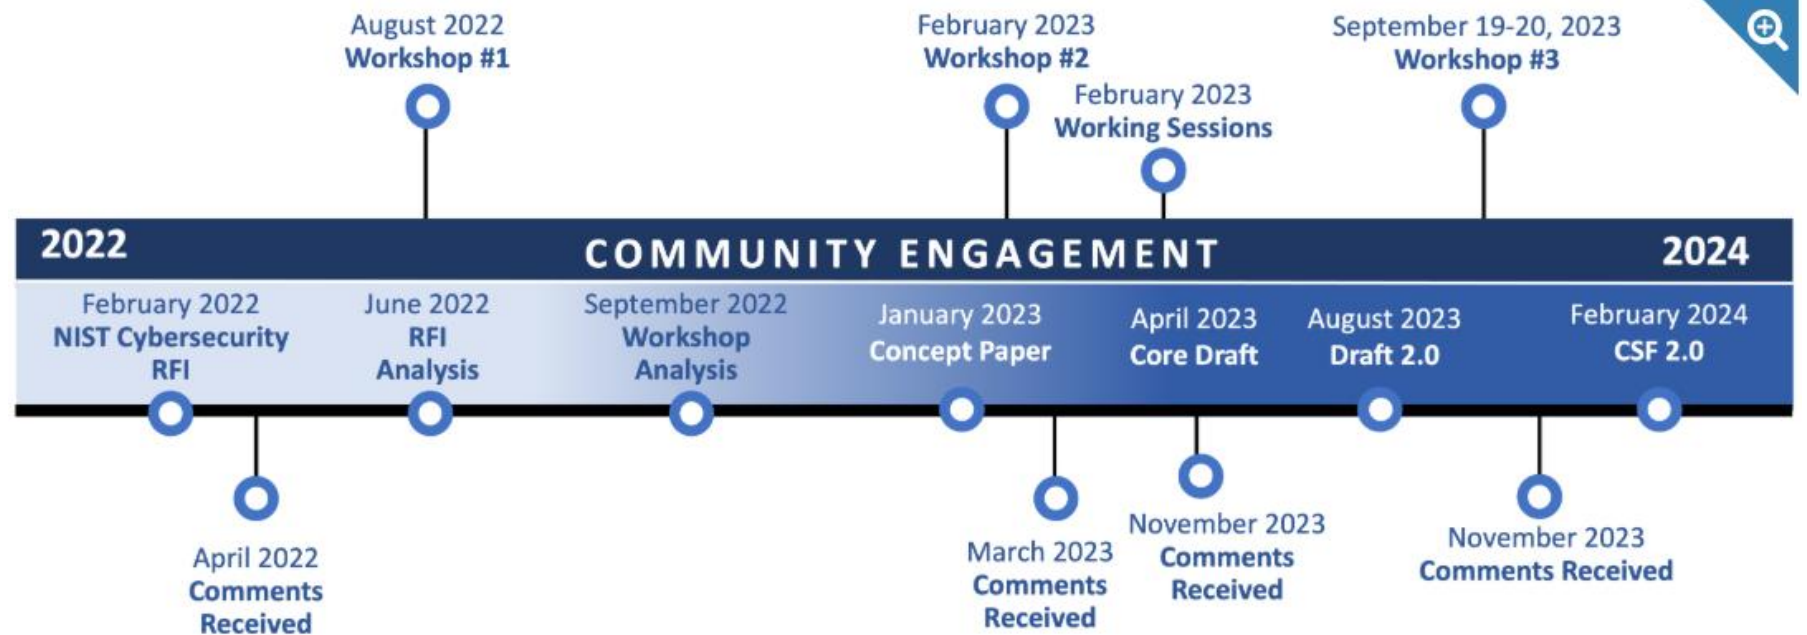 August 2022
Workshop #1
February 2023
Workshop #2
February 2023
Working Sessions
September 19-20, 2023
Workshop #3
2022
COMMUNITY ENGAGEMENT
2024
February 2022
NIST Cybersecurity
RFI
June 2022
RFI
Analysis
September 2022
Workshop
Analysis
January 2023
Concept Paper
April 2023
Core Draft
August 2023
Draft 2.0
February 2024
CSF 2.0
April 2022
Comments
Received
March 2023
Comments
Received
November 2023
Comments
Received
November 2023
Comments Received